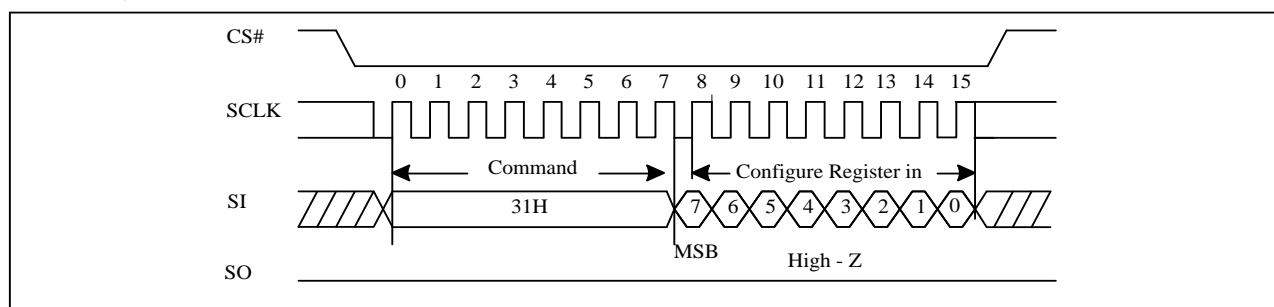 CS#
0 1 2 3 4 5 6 7 8 9 10 11 12 13 14 15
SCLK
Command Configure Register in
SI 31H 7 6 5 4 3 2 1 0
MSB High - Z
SO